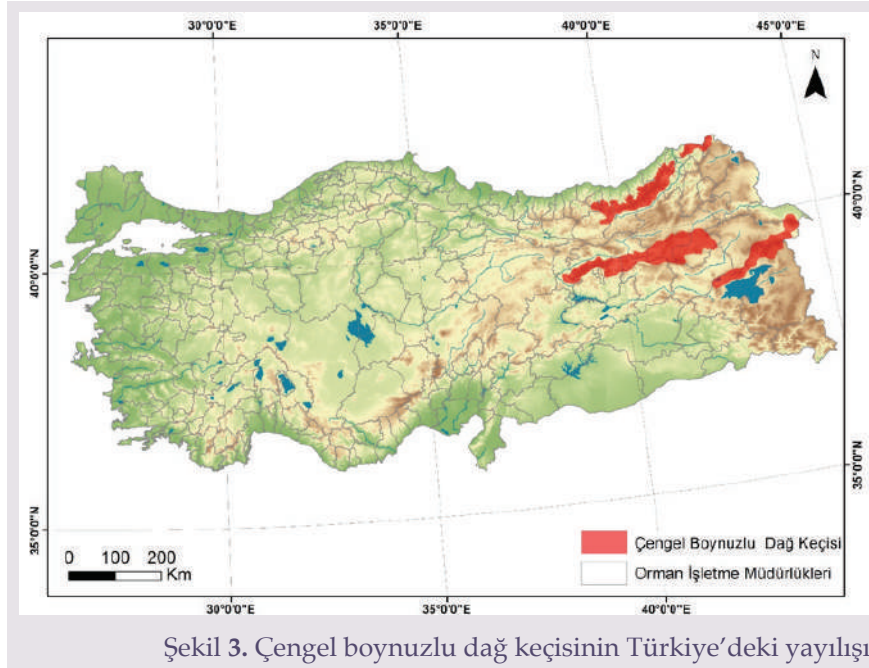 30°0'0"E 35°0'0"E 40°0'0"E 45°0'0"E
N
40°0'0"N
40°0'0"N
35°0'0"N
35°0'0"N
0 100 200
Km
Çengel Boynuzlu Dağ Keçisi
Orman İşletme Müdürlükleri
30°0'0"E 35°0'0"E 40°0'0"E
Şekil 3. Çengel boynuzlu dağ keçisinin Türkiye'deki yayılışı